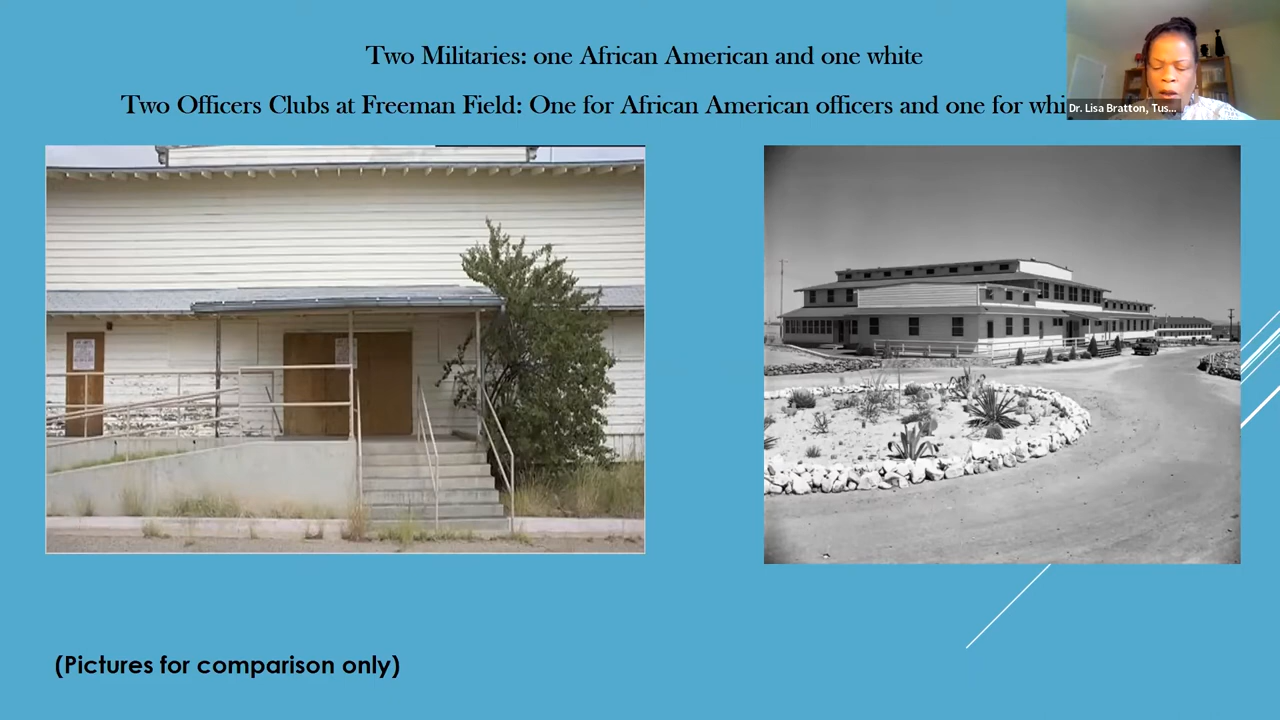 Two Militaries: one African American and one white
Two Officers Clubs at Freeman Field: One for African American officers and one for whi
Dr. Lisa Bratton, Tus...
(Pictures for comparison only)